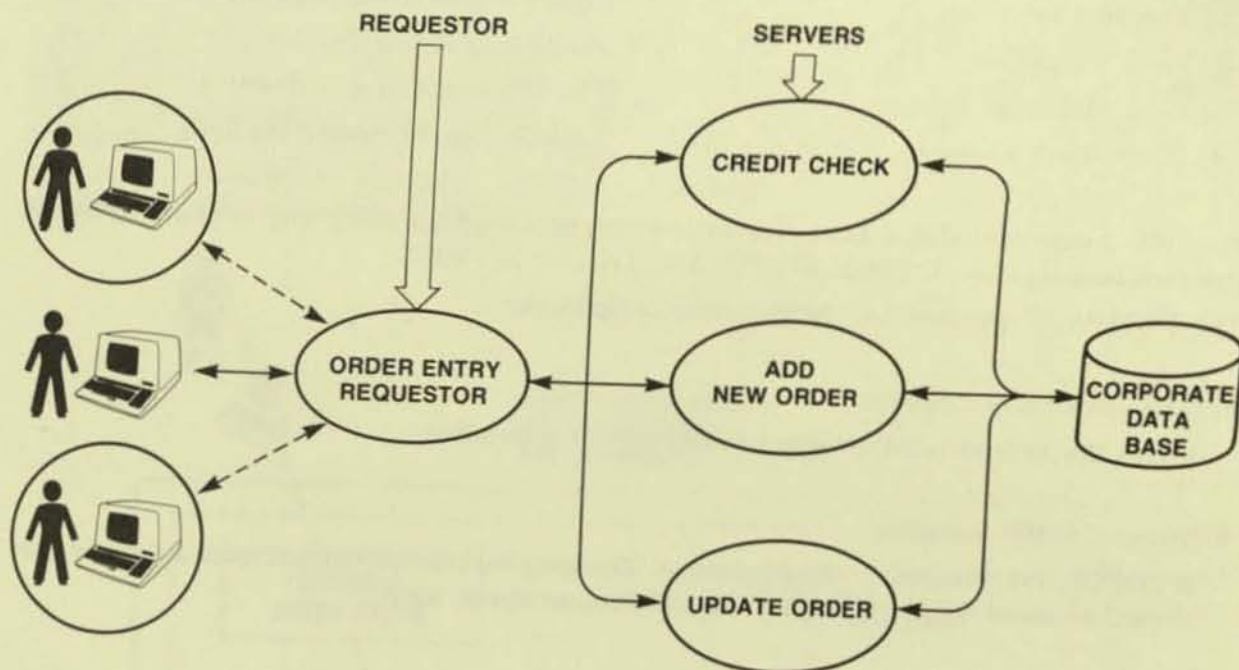 REQUESTOR
SERVERS
CREDIT CHECK
ORDER ENTRY
REQUESTOR
ADD
NEW ORDER
CORPORATE
DATA
BASE
UPDATE ORDER